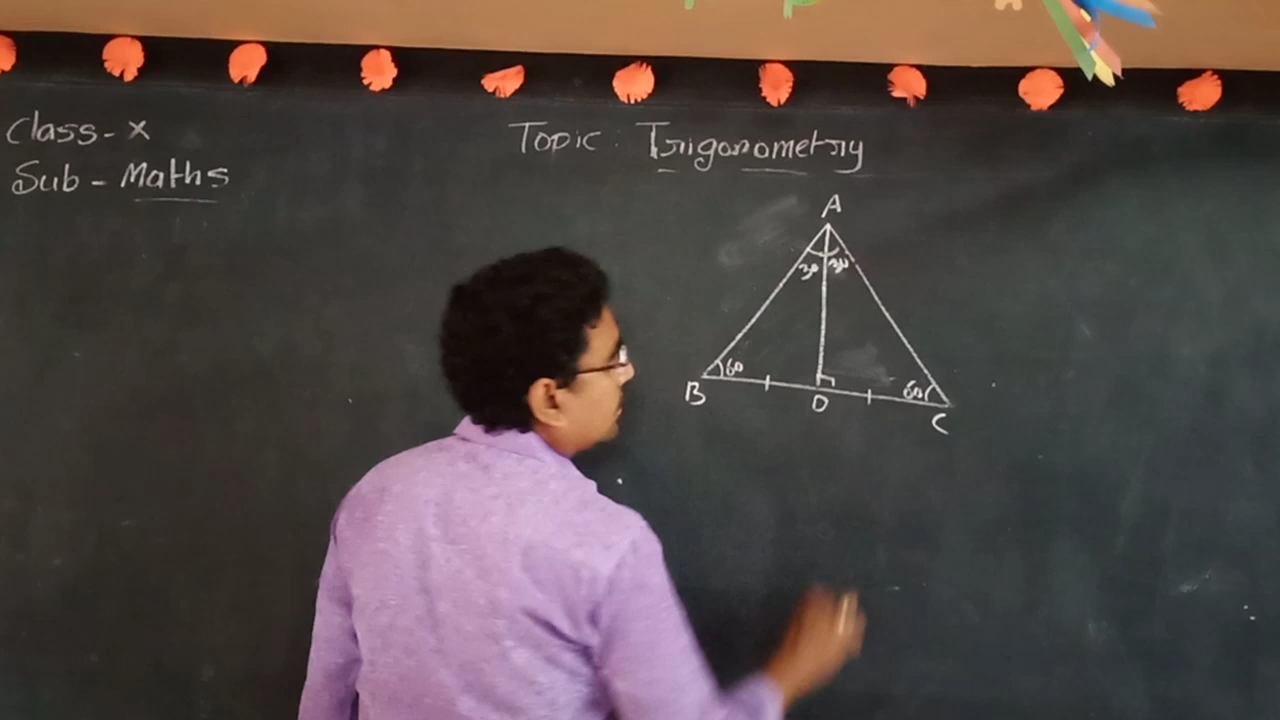 Class - X
Sub - Maths
Topic : Trigonometry
A
30 30
B 60 60 C
D